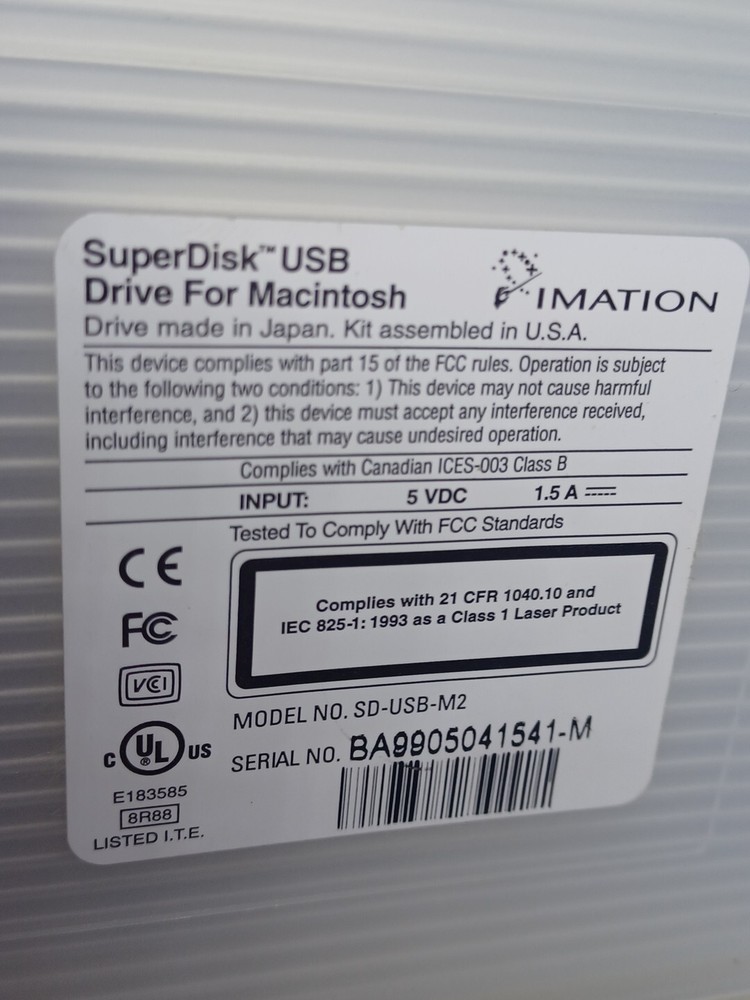 SuperDisk™ USB
Drive For Macintosh
IMATION
Drive made in Japan. Kit assembled in U.S.A.
This device complies with part 15 of the FCC rules. Operation is subject
to the following two conditions: 1) This device may not cause harmful
interference, and 2) this device must accept any interference received,
including interference that may cause undesired operation.
Complies with Canadian ICES-003 Class B
INPUT: 5 VDC 1.5 A
Tested To Comply With FCC Standards
CE
FC
VCI
C UL ® US
E183585
8R88
LISTED I.T.E.
Complies with 21 CFR 1040.10 and
IEC 825-1: 1993 as a Class 1 Laser Product
MODEL NO. SD-USB-M2
SERIAL NO. BA9905041541-M